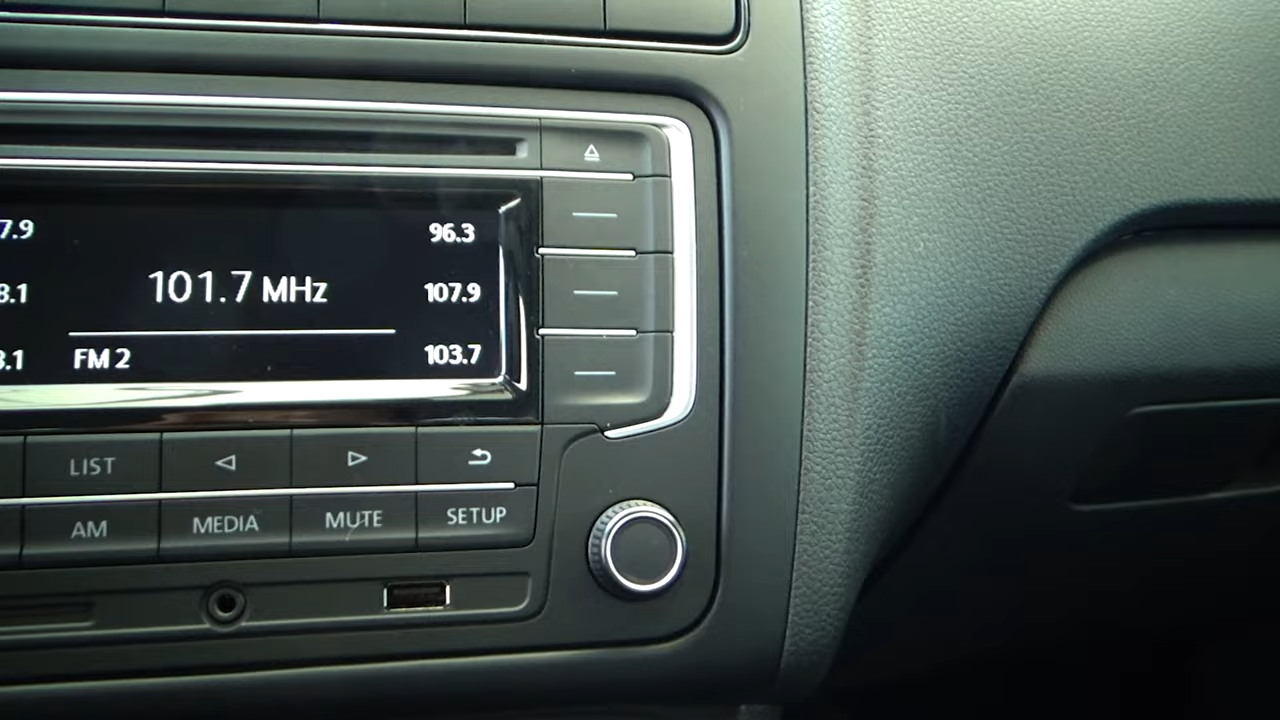 7.9 96.3
101.7 MHz 107.9
8.1
FM 2 103.7
3.1
LIST
AM MEDIA MUTE SETUP